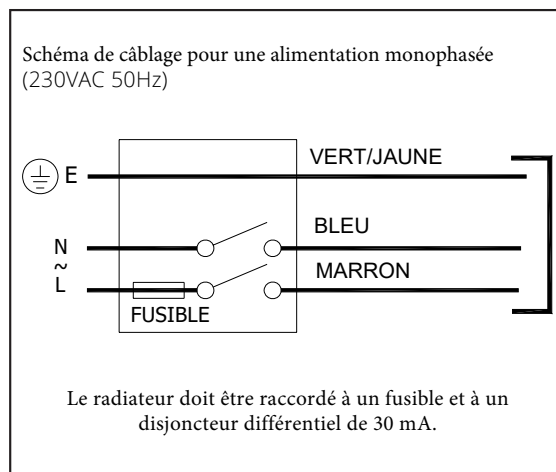 Schéma de câblage pour une alimentation monophasée
(230VAC 50Hz)
VERT/JAUNE
E
BLEU
N
~
MARRON
L
FUSIBLE
Le radiateur doit être raccordé à un fusible et à un
disjoncteur différentiel de 30 mA.